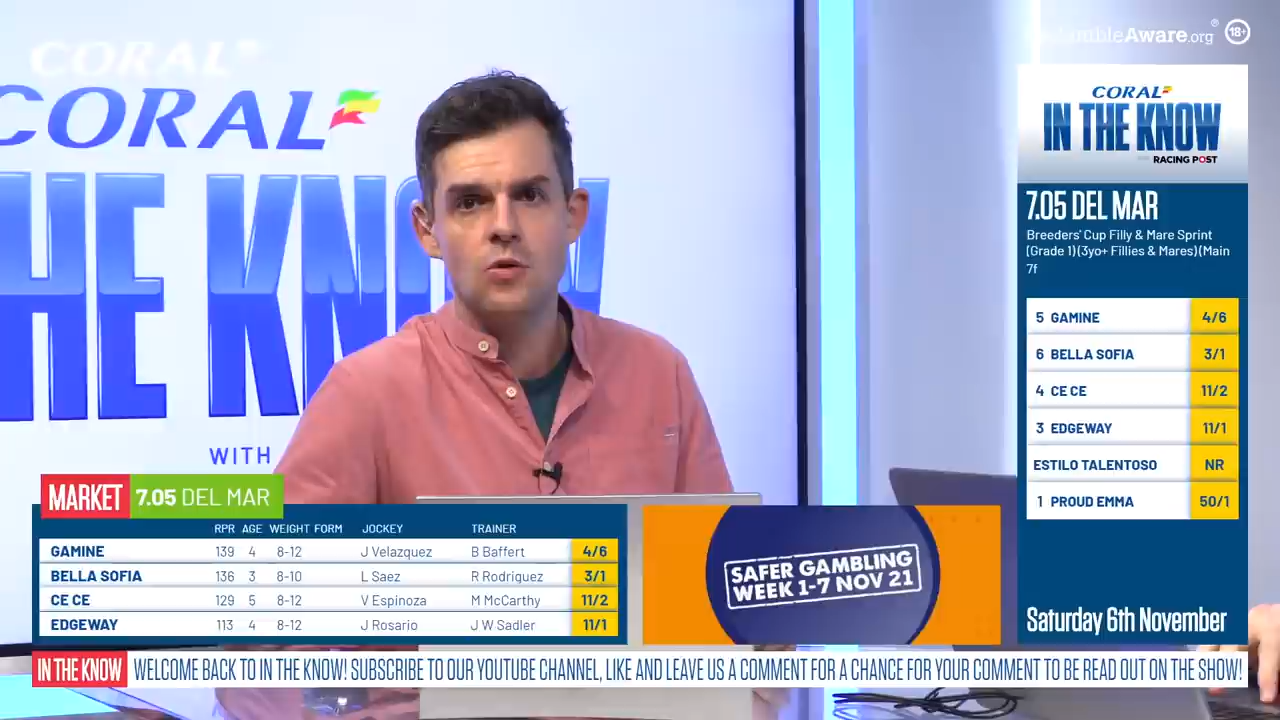 CORAL
GambleAware.org® 18+
CORAL
HE KNOW
WITH
CORAL
IN THE KNOW
WITH RACING POST
7.05 DEL MAR
Breeders' Cup Filly & Mare Sprint
(Grade 1)(3yo+ Fillies & Mares)(Main
7f
5 GAMINE 4/6
6 BELLA SOFIA 3/1
4 CE CE 11/2
3 EDGEWAY 11/1
ESTILO TALENTOSO NR
1 PROUD EMMA 50/1
Saturday 6th November
MARKET 7.05 DEL MAR
RPR AGE WEIGHT FORM JOCKEY TRAINER
GAMINE 139 4 8-12 J Velazquez B Baffert 4/6
BELLA SOFIA 136 3 8-10 L Saez R Rodriguez 3/1
CE CE 129 5 8-12 V Espinoza M McCarthy 11/2
EDGEWAY 113 4 8-12 J Rosario J W Sadler 11/1
SAFER GAMBLING
WEEK 1-7 NOV 21
IN THE KNOW WELCOME BACK TO IN THE KNOW! SUBSCRIBE TO OUR YOUTUBE CHANNEL, LIKE AND LEAVE US A COMMENT FOR A CHANCE FOR YOUR COMMENT TO BE READ OUT ON THE SHOW!